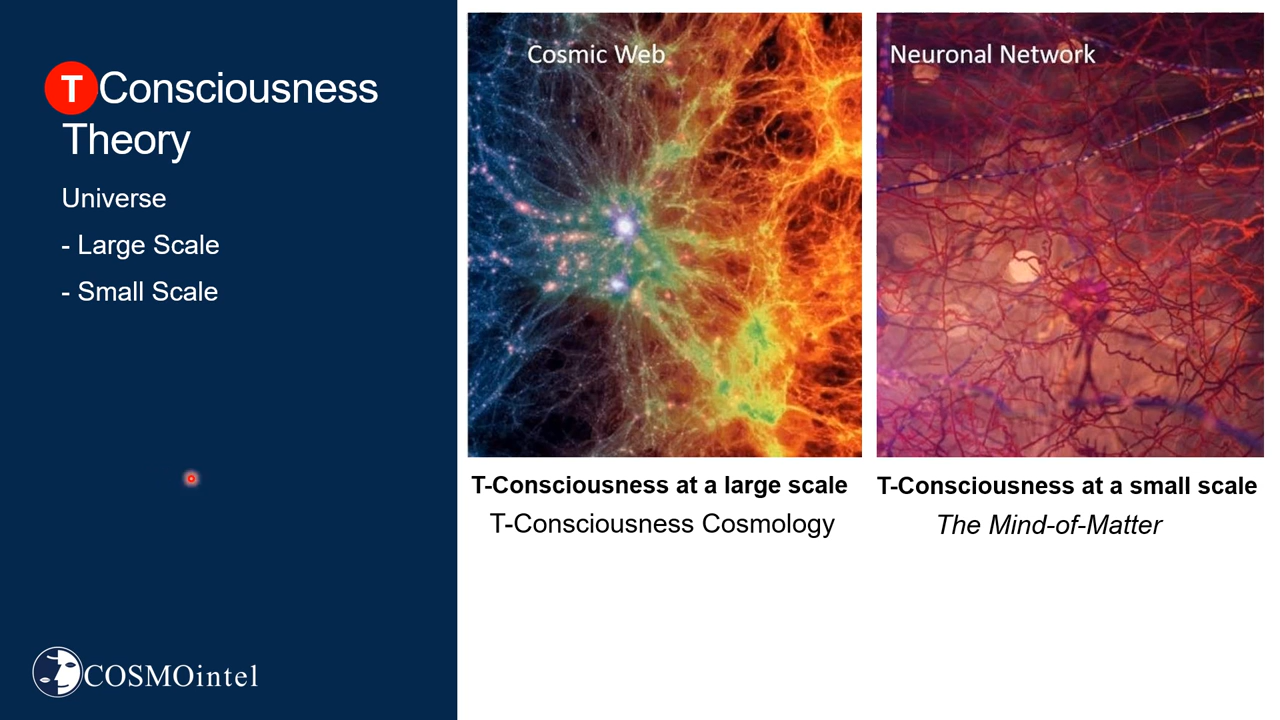 T Consciousness
Theory
Universe
- Large Scale
- Small Scale
COSMOintel
Cosmic Web
T-Consciousness at a large scale
T-Consciousness Cosmology
Neuronal Network
T-Consciousness at a small scale
The Mind-of-Matter